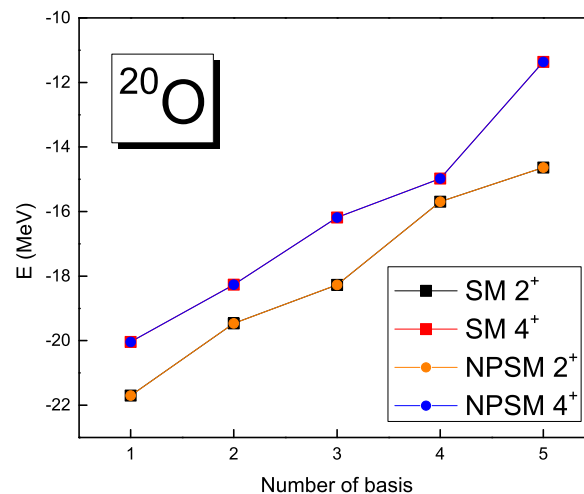 -10
-12
-14
-16
-18
-20
-22
E (MeV)
²⁰O
SM 2⁺
SM 4⁺
NPSM 2⁺
NPSM 4⁺
1 2 3 4 5
Number of basis